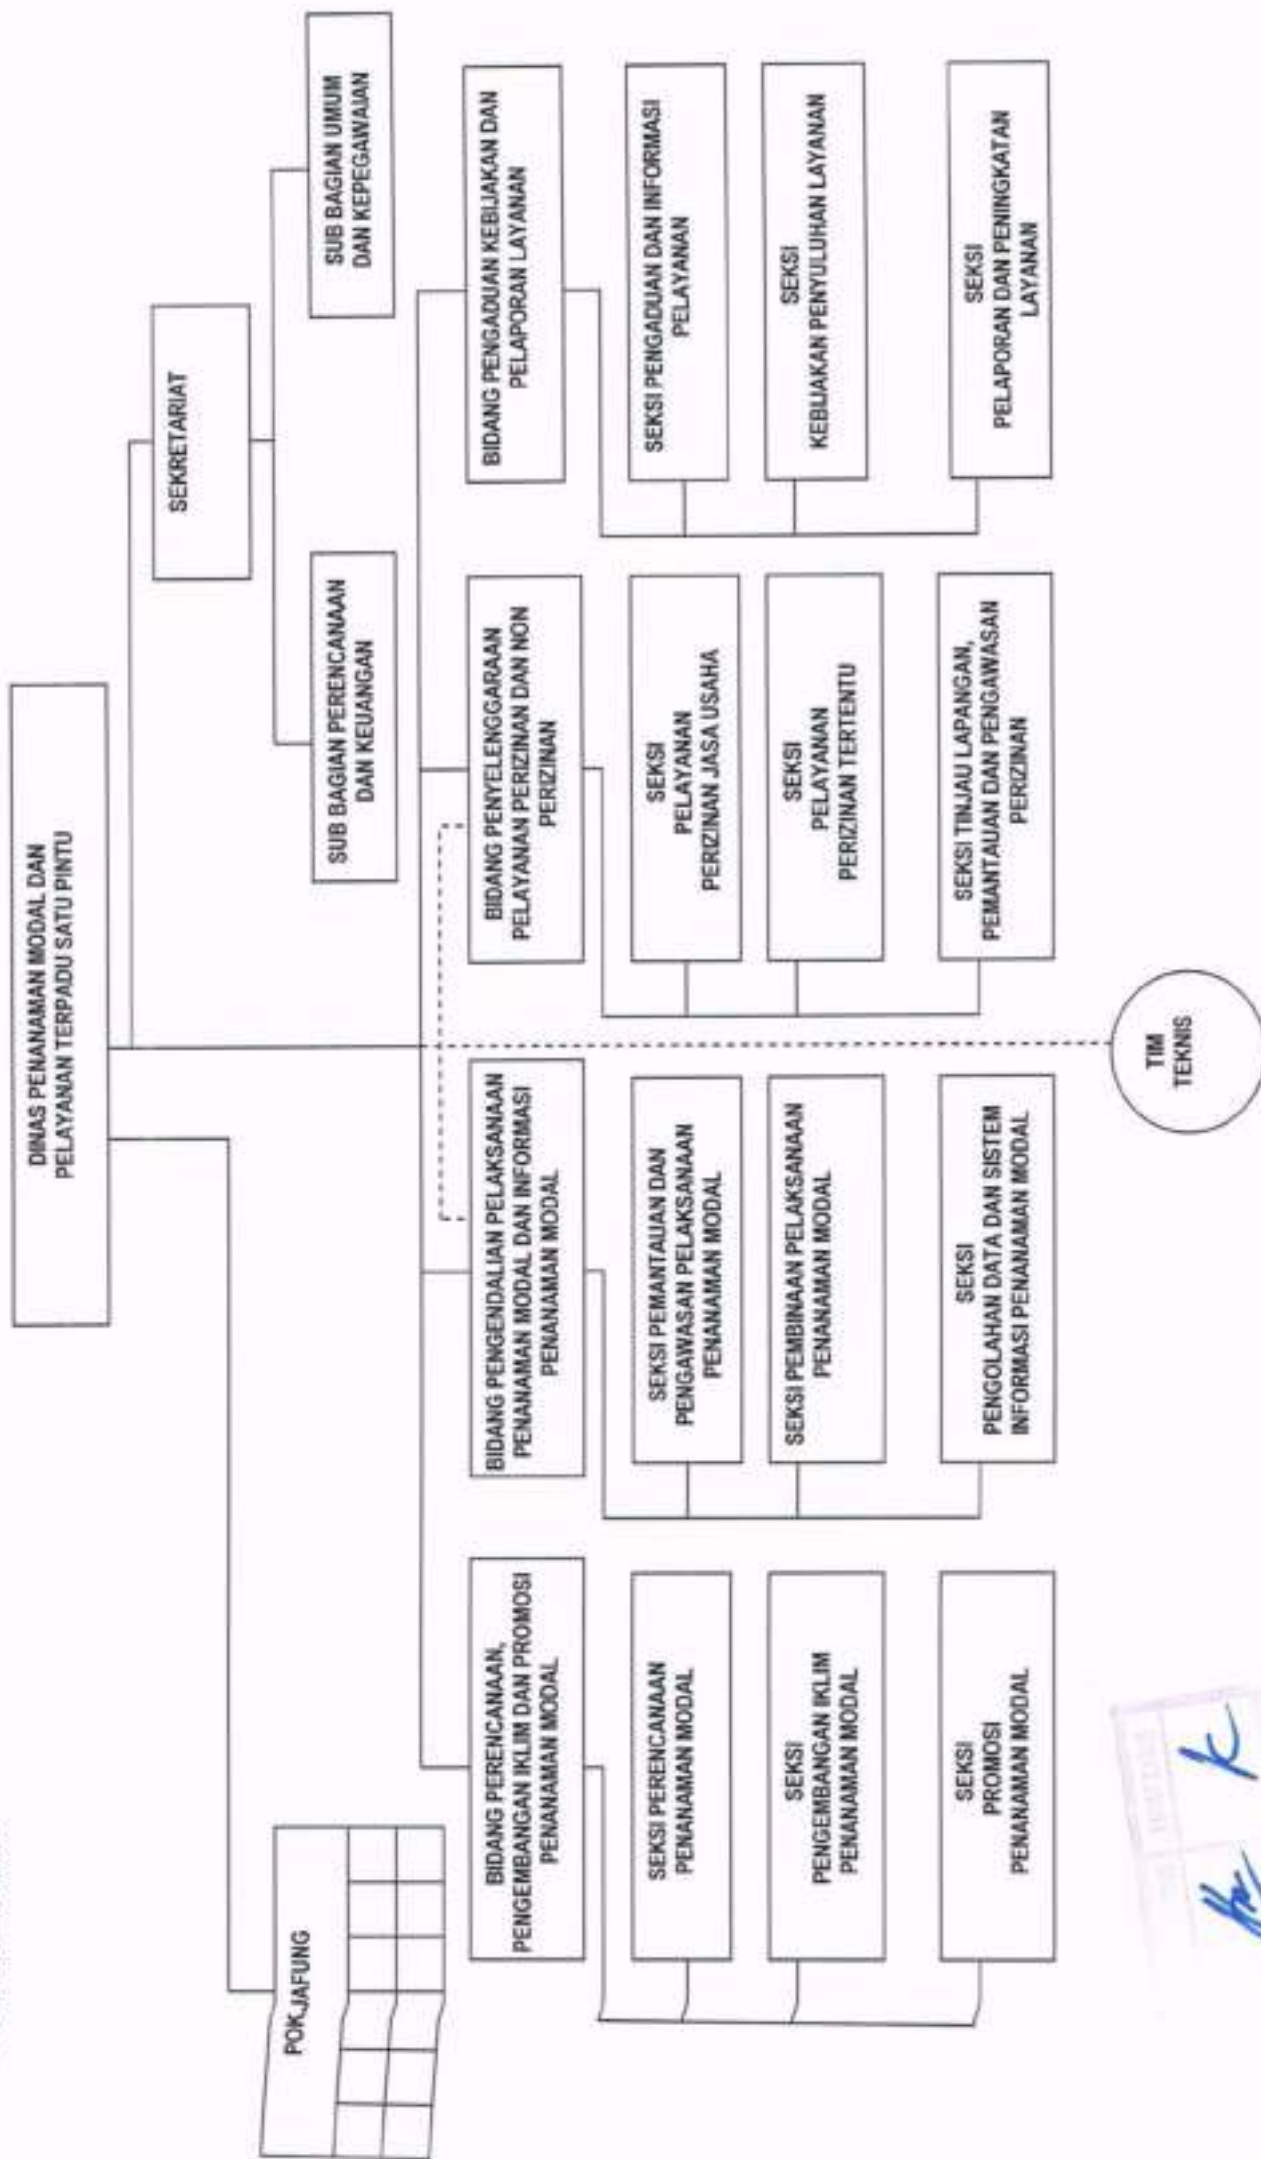 DINAS PENANAMAN MODAL DAN
PELAYANAN TERPADU SATU PINTU
SEKRETARIAT
POKJAFUNG
SUB BAGIAN PERENCANAAN
DAN KEUANGAN
SUB BAGIAN UMUM
DAN KEPEGAWAIAN
BIDANG PERENCANAAN,
PENGEMBANGAN IKLIM DAN PROMOSI
PENANAMAN MODAL
BIDANG PENGENDALIAN PELAKSANAAN
PENANAMAN MODAL DAN INFORMASI
PENANAMAN MODAL
BIDANG PENYELENGGARAAN
PELAYANAN PERIZINAN DAN NON
PERIZINAN
BIDANG PENGADUAN KEBIJAKAN DAN
PELAPORAN LAYANAN
SEKSI PERENCANAAN
PENANAMAN MODAL
SEKSI PEMANTAUAN DAN
PENGAWASAN PELAKSANAAN
PENANAMAN MODAL
SEKSI
PELAYANAN
PERIZINAN JASA USAHA
SEKSI PENGADUAN DAN INFORMASI
PELAYANAN
SEKSI
PENGEMBANGAN IKLIM
PENANAMAN MODAL
SEKSI PEMBINAAN PELAKSANAAN
PENANAMAN MODAL
SEKSI
PELAYANAN
PERIZINAN TERTENTU
SEKSI
KEBIJAKAN PENYULUHAN LAYANAN
SEKSI
PROMOSI
PENANAMAN MODAL
SEKSI
PENGOLAHAN DATA DAN SISTEM
INFORMASI PENANAMAN MODAL
SEKSI TINJAU LAPANGAN,
PEMANTAUAN DAN PENGAWASAN
PERIZINAN
SEKSI
PELAPORAN DAN PENINGKATAN
LAYANAN
TIM
TEKNIS